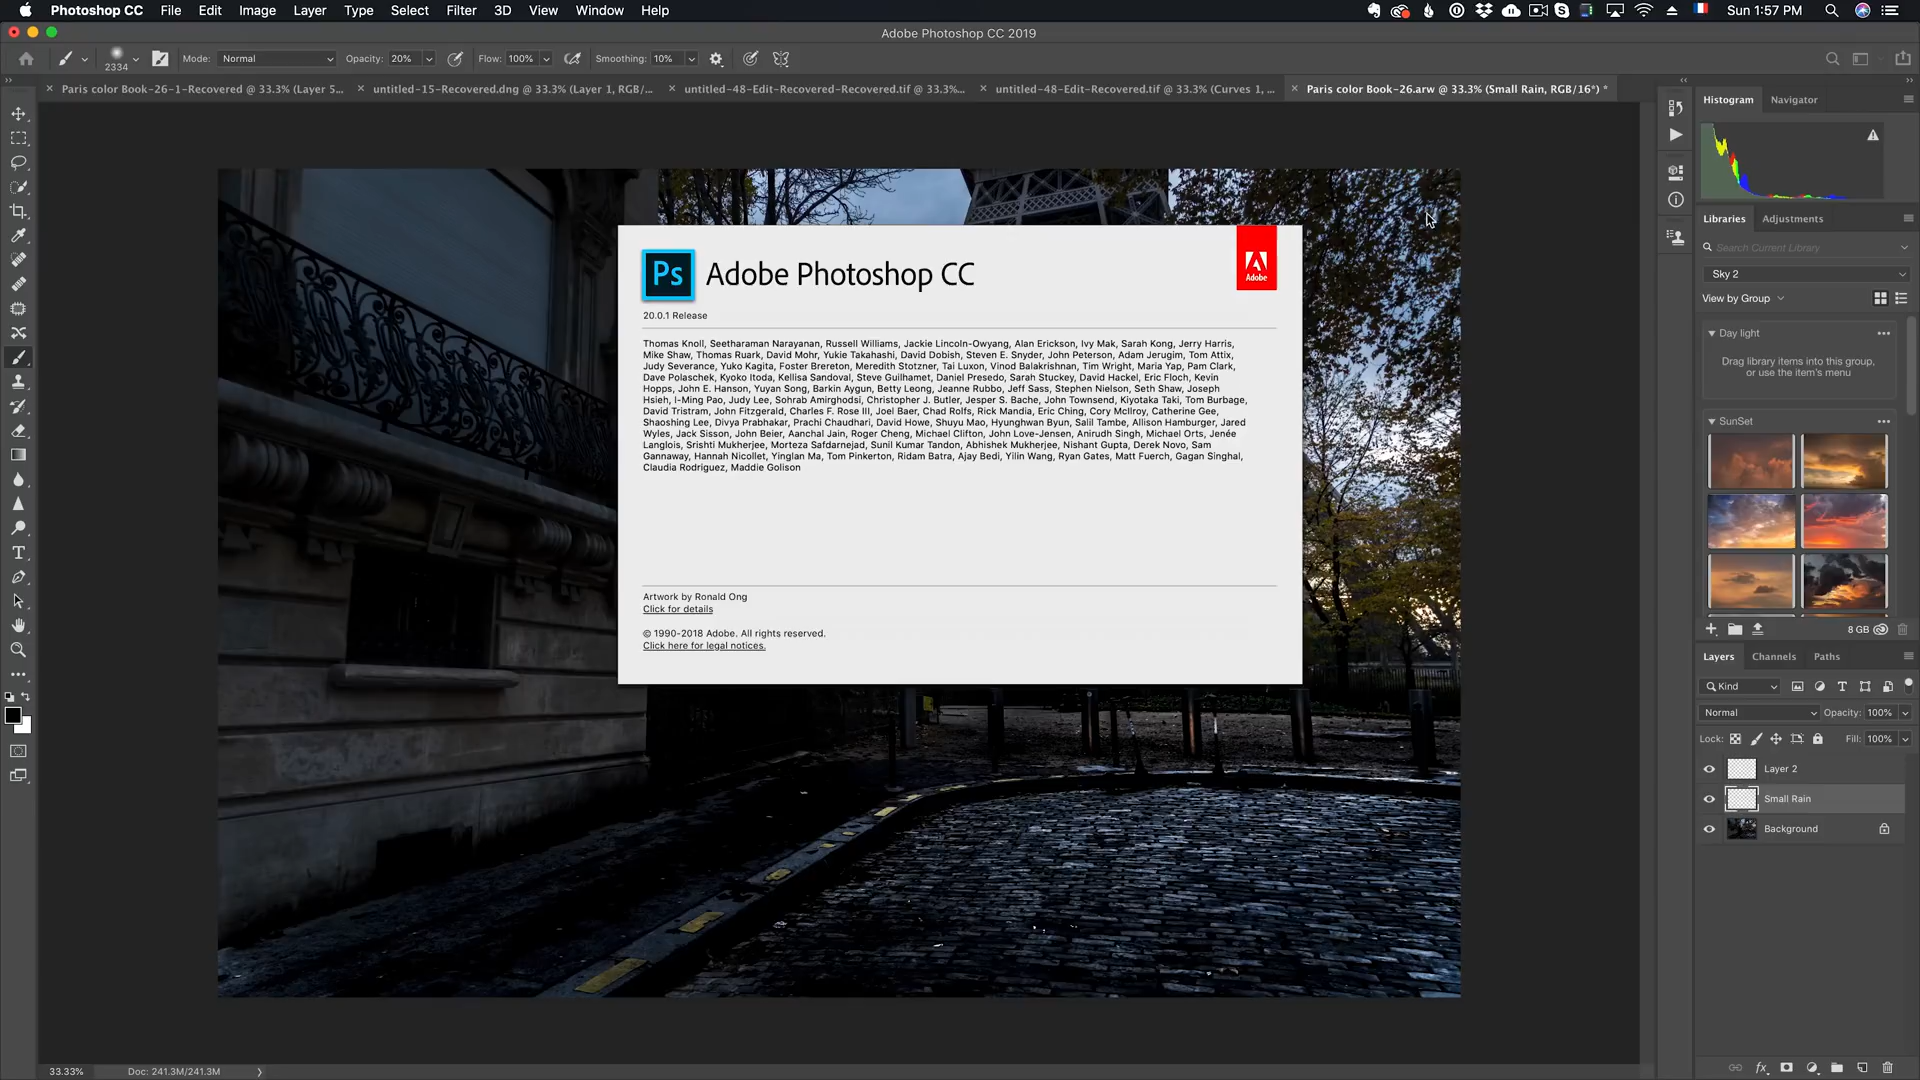 Photoshop CC File Edit Image Layer Type Select Filter 3D View Window Help Sun 1:57 PM
Adobe Photoshop CC 2019
2334 Mode: Normal Opacity: 20% Flow: 100% Smoothing: 10%
Paris color Book-26-1-Recovered @ 33.3% (Layer 5... untitled-15-Recovered.dng @ 33.3% (Layer 1, RGB/... untitled-48-Edit-Recovered-Recovered.tif @ 33.3%... untitled-48-Edit-Recovered.tif @ 33.3% (Curves 1, ... Paris color Book-26.arw @ 33.3% (Small Rain, RGB/16*) *
Histogram Navigator
Libraries Adjustments
Search Current Library
Sky 2
View by Group
Day light
Drag library items into this group,
or use the item's menu
SunSet
8 GB
Layers Channels Paths
Kind
Normal Opacity: 100%
Lock: Fill: 100%
Layer 2
Small Rain
Background
Ps Adobe Photoshop CC
Adobe
20.0.1 Release
Thomas Knoll, Seetharaman Narayanan, Russell Williams, Jackie Lincoln-Owyang, Alan Erickson, Ivy Mak, Sarah Kong, Jerry Harris,
Mike Shaw, Thomas Ruark, David Mohr, Yukie Takahashi, David Dobish, Steven E. Snyder, John Peterson, Adam Jerugim, Tom Attix,
Judy Severance, Yuko Kagita, Foster Brereton, Meredith Stotzner, Tai Luxon, Vinod Balakrishnan, Tim Wright, Maria Yap, Pam Clark,
Dave Polaschek, Kyoko Itoda, Kellisa Sandoval, Steve Guilhamet, Daniel Presedo, Sarah Stuckey, David Hackel, Eric Floch, Kevin
Hopps, John E. Hanson, Yuyan Song, Barkin Aygun, Betty Leong, Jeanne Rubbo, Jeff Sass, Stephen Nielson, Seth Shaw, Joseph
Hsieh, I-Ming Pao, Judy Lee, Sohrab Amirghodsi, Christopher J. Butler, Jesper S. Bache, John Townsend, Kiyotaka Taki, Tom Burbage,
David Tristram, John Fitzgerald, Charles F. Rose III, Joel Baer, Chad Rolfs, Rick Mandia, Eric Ching, Cory McIlroy, Catherine Gee,
Shaoshing Lee, Divya Prabhakar, Prachi Chaudhari, David Howe, Shuyu Mao, Hyunghwan Byun, Salil Tambe, Allison Hamburger, Jared
Wyles, Jack Sisson, John Beier, Aanchal Jain, Roger Cheng, Michael Clifton, John Love-Jensen, Anirudh Singh, Michael Orts, Jenée
Langlois, Srishti Mukherjee, Morteza Safdarnejad, Sunil Kumar Tandon, Abhishek No Mukherjee, Nishant Gupta, Derek Novo, Sam
Gannaway, Hannah Nicollet, Yinglan Ma, Tom Pinkerton, Ridam Batra, Ajay Bedi, Yilin Wang, Ryan Gates, Matt Fuerch, Gagan Singhal,
Claudia Rodriguez, Maddie Golison
Artwork by Ronald Ong
Click for details
© 1990-2018 Adobe. All rights reserved.
Click here for legal notices.
33.33% Doc: 241.3M/241.3M